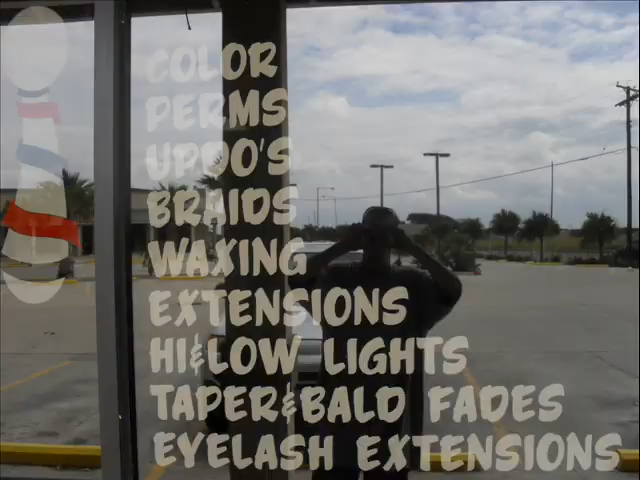 COLOR
PERMS
UPDO'S
BRAIDS
WAXING
EXTENSIONS
HI&LOW LIGHTS
TAPER&BALD FADES
EYELASH EXTENSIONS